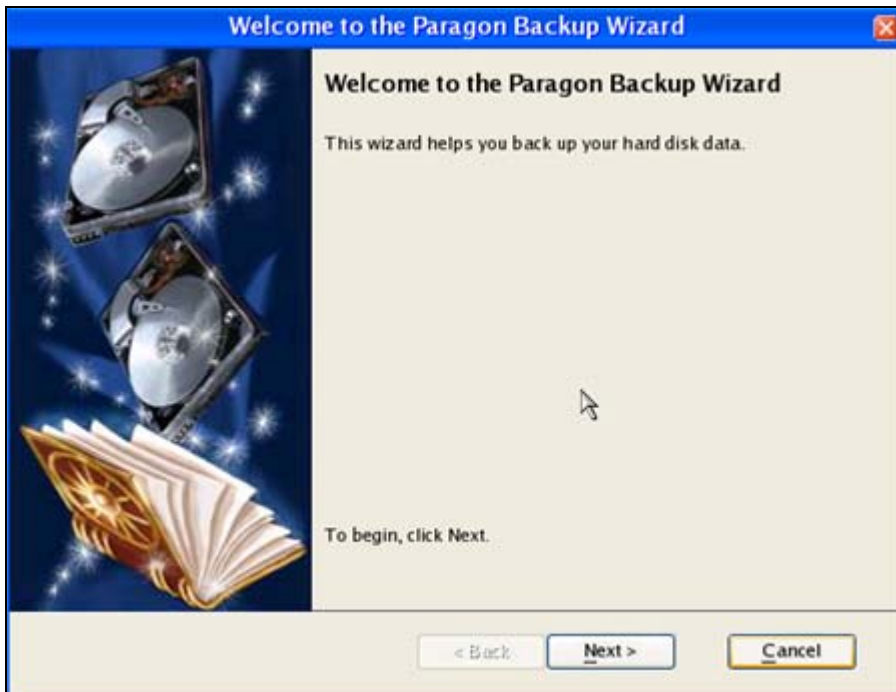 Welcome to the Paragon Backup Wizard
Welcome to the Paragon Backup Wizard
This wizard helps you back up your hard disk data.
To begin, click Next.
< Back
Next >
Cancel